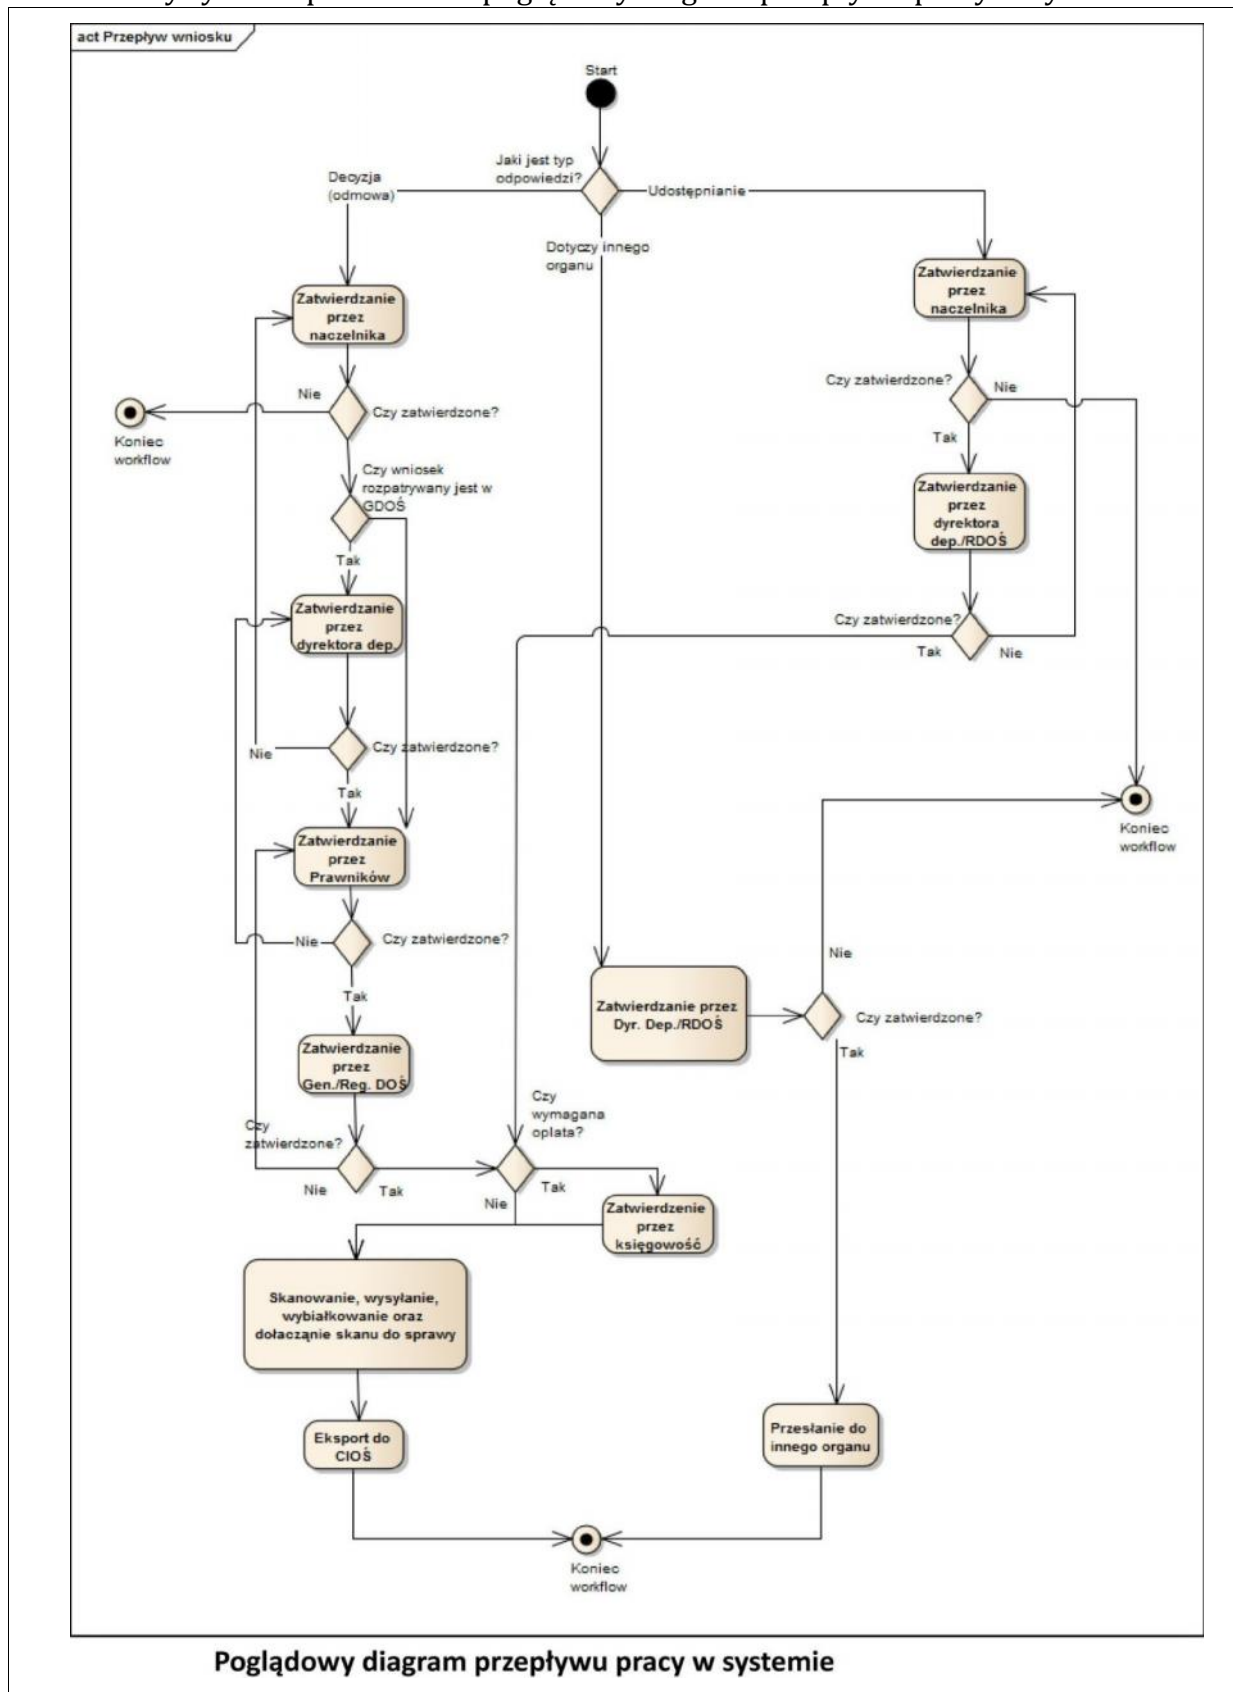 act Przepływ wniosku
Start
Jaki jest typ
odpowiedzi?
Decyzja
(odmowa)
Udostępnianie
Dotyczy innego
organu
Zatwierdzanie
przez
naczelnika
Nie
Czy zatwierdzone?
Koniec
workflow
Czy wniosek
rozpatrywany jest w
GDOŚ
Tak
Zatwierdzanie
przez
dyrektora dep.
Nie
Czy zatwierdzone?
Tak
Zatwierdzanie
przez
Prawników
Nie
Czy zatwierdzone?
Tak
Zatwierdzanie
przez
Gen./Reg. DOŚ
Czy
zatwierdzone?
Nie
Tak
Zatwierdzanie
przez
naczelnika
Czy zatwierdzone?
Nie
Tak
Zatwierdzanie
przez
dyrektora
dep./RDOŚ
Czy zatwierdzone?
Tak
Nie
Koniec
workflow
Zatwierdzanie przez
Dyr. Dep./RDOŚ
Nie
Czy zatwierdzone?
Tak
Czy
wymagana
opłata?
Nie
Tak
Zatwierdzenie
przez
księgowość
Skanowanie, wysyłanie,
wybiałkowanie oraz
dołacząnie skanu do sprawy
Eksport do
CIOŚ
Przesłanie do
innego organu
Koniec
workflow
Poglądowy diagram przepływu pracy w systemie